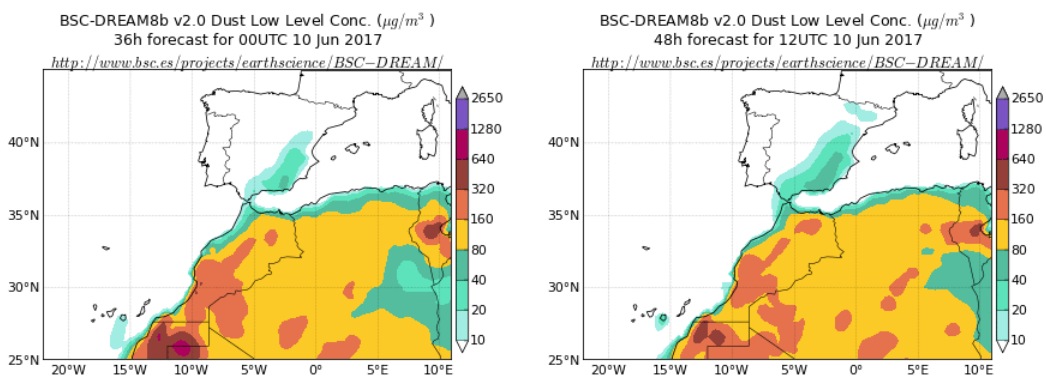 BSC-DREAM8b v2.0 Dust Low Level Conc. (μg/m³ )
36h forecast for 00UTC 10 Jun 2017
http://www.bsc.es/projects/earthscience/BSC−DREAM/
40°N
35°N
30°N
25°N
20°W 15°W 10°W 5°W 0° 5°E 10°E
2650
1280
640
320
160
80
40
20
10
BSC-DREAM8b v2.0 Dust Low Level Conc. (μg/m³ )
48h forecast for 12UTC 10 Jun 2017
http://www.bsc.es/projects/earthscience/BSC−DREAM/
40°N
35°N
30°N
25°N
20°W 15°W 10°W 5°W 0° 5°E 10°E
2650
1280
640
320
160
80
40
20
10